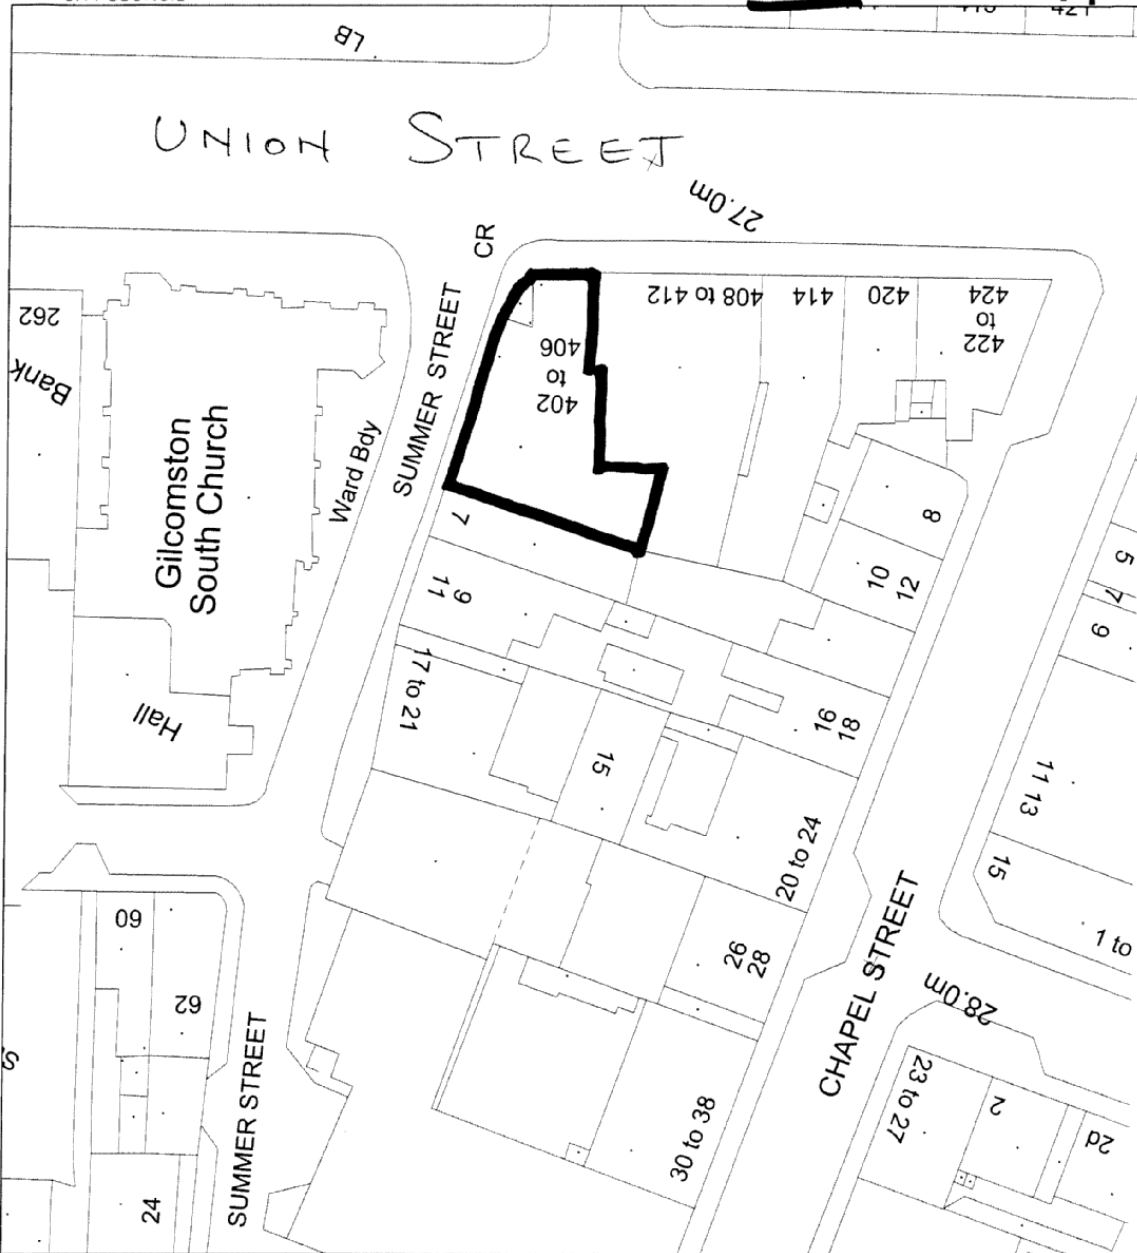 421
LB
UNION STREET
27.0m
CR
SUMMER STREET
262
Bank
Gilcomston
South Church
Ward Bdy
406
to
402
408 to 412
414
420
424
to
422
7
8
9
11
10
12
5
7
9
17 to 21
Hall
15
16
18
11 13
20 to 24
15
1 to
60
62
26
28
CHAPEL STREET
28.0m
SUMMER STREET
24
30 to 38
23 to 27
2
2d